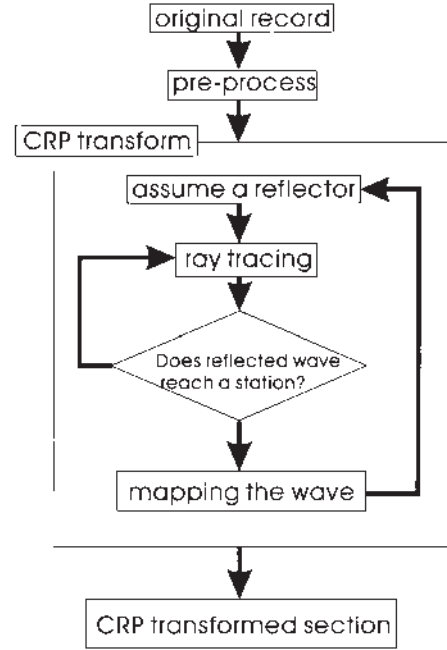 original record
pre-process
CRP transform
assume a reflector
ray tracing
Does reflected wave
reach a station?
mapping the wave
CRP transformed section